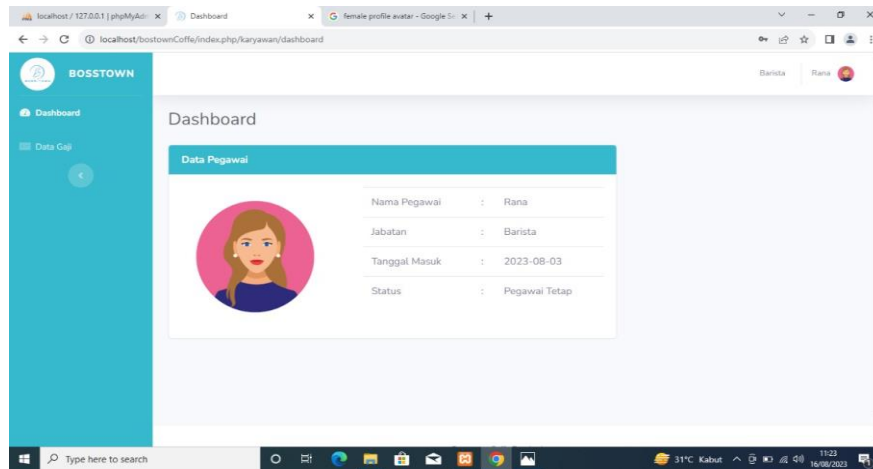 localhost / 127.0.0.1 | phpMyAdm
Dashboard
female profile avatar - Google Se
localhost/bostownCoffe/index.php/karyawan/dashboard
BOSSTOWN
Barista
Rana
Dashboard
Data Gaji
Dashboard
Data Pegawai
Nama Pegawai : Rana
Jabatan : Barista
Tanggal Masuk : 2023-08-03
Status : Pegawai Tetap
Type here to search
31°C Kabut
11:23
16/08/2023